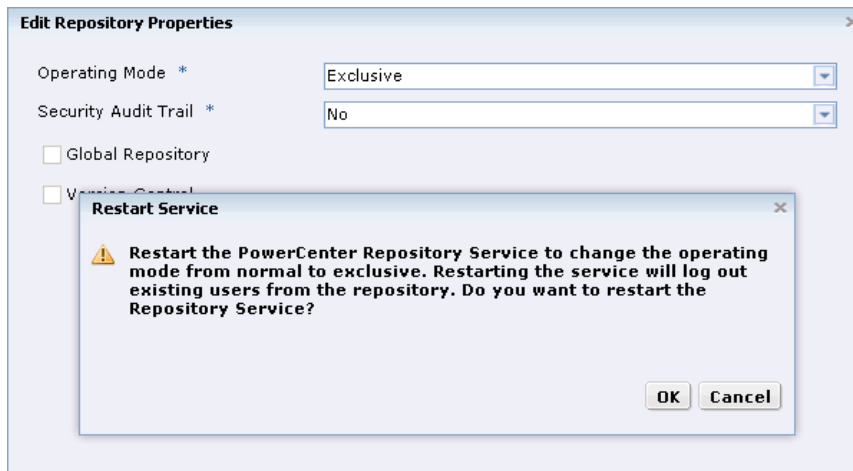 Edit Repository Properties
Operating Mode *
Exclusive
Security Audit Trail *
No
Global Repository
Version Control
Restart Service
Restart the PowerCenter Repository Service to change the operating
mode from normal to exclusive. Restarting the service will log out
existing users from the repository. Do you want to restart the
Repository Service?
OK
Cancel